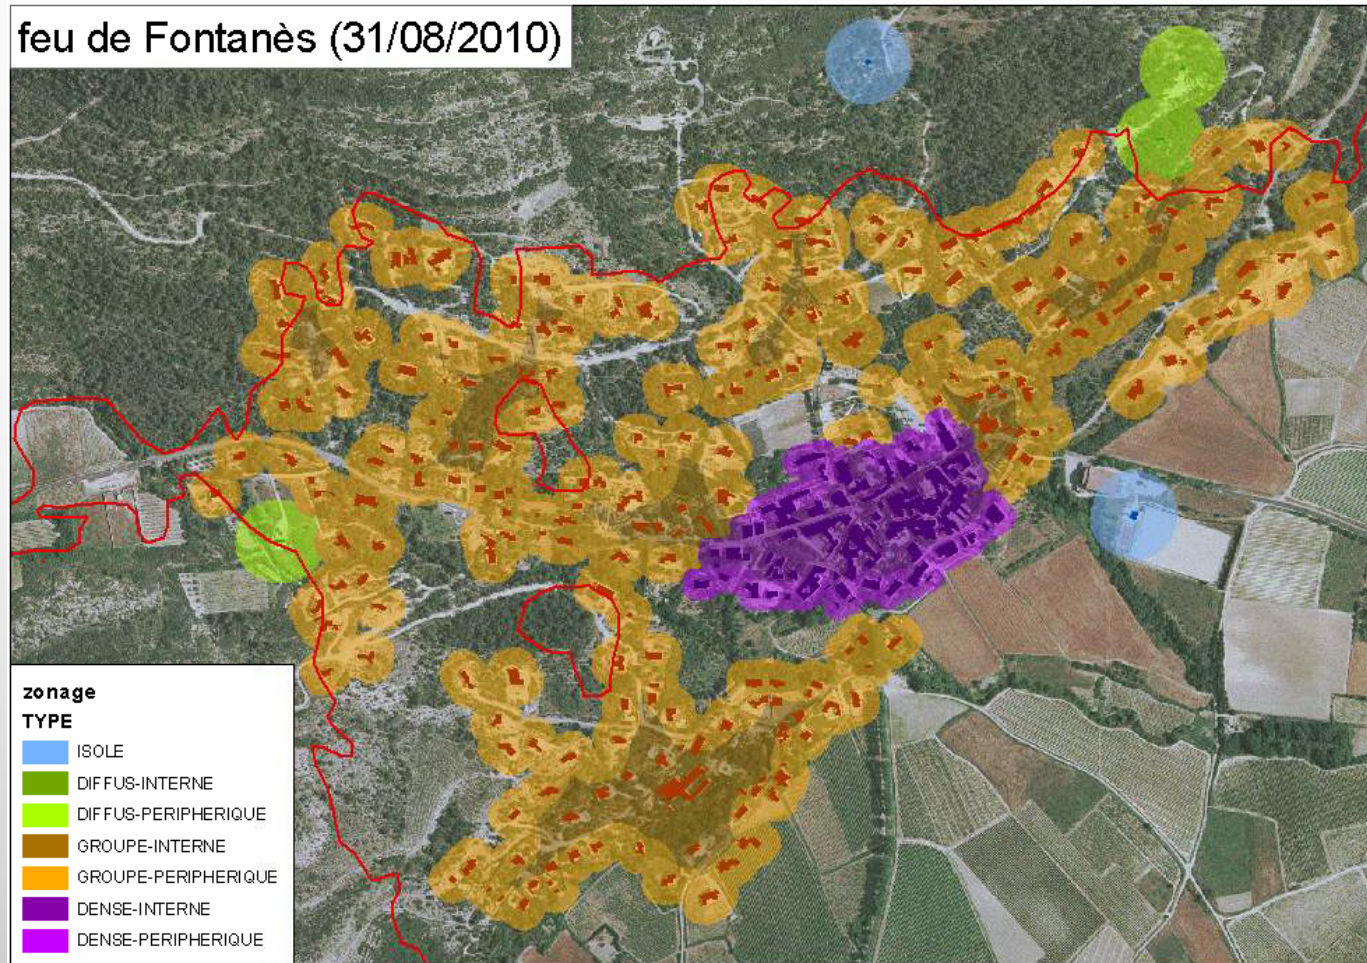 feu de Fontanès (31/08/2010)
zonage
TYPE
ISOLE
DIFFUS-INTERNE
DIFFUS-PERIPHERIQUE
GROUPE-INTERNE
GROUPE-PERIPHERIQUE
DENSE-INTERNE
DENSE-PERIPHERIQUE